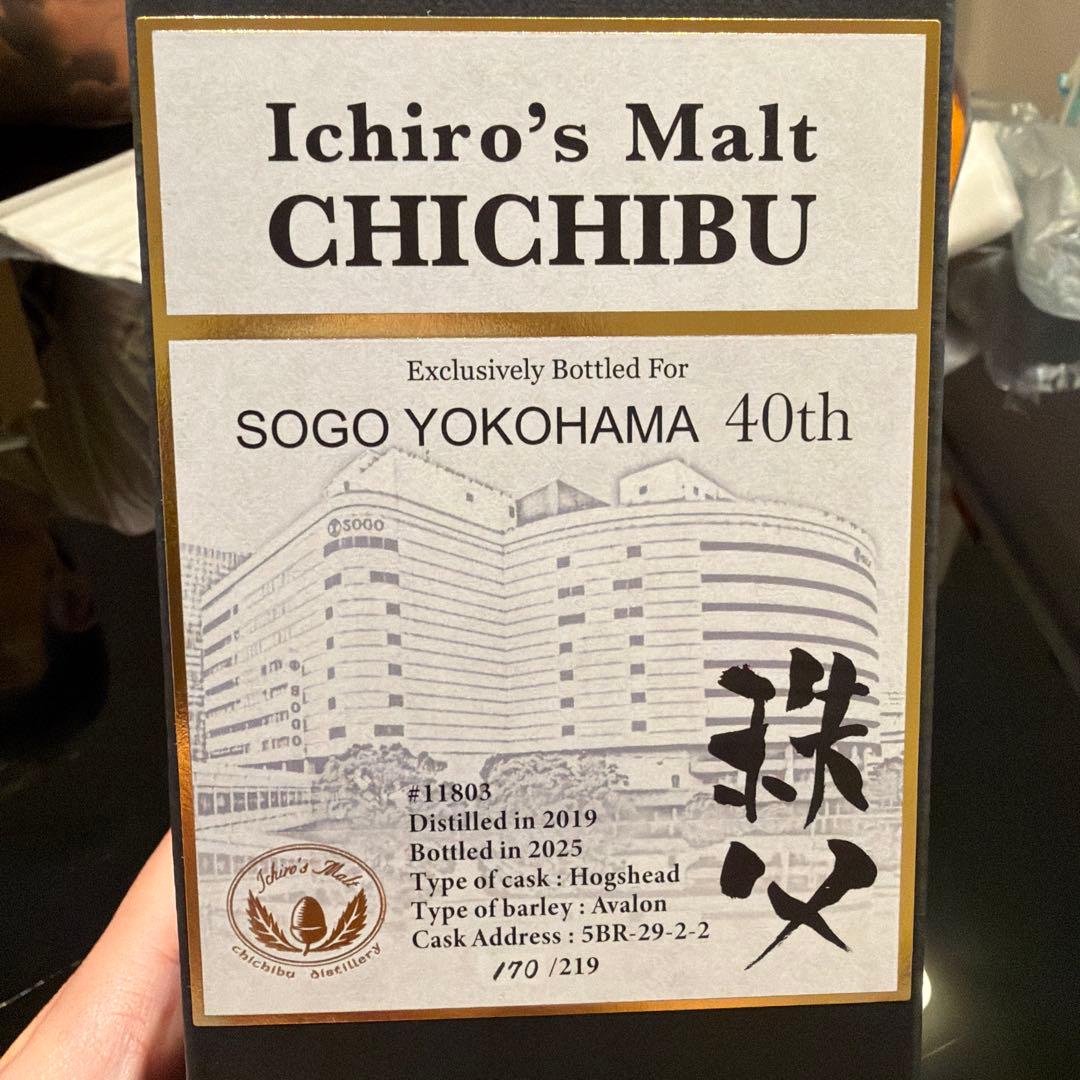 Ichiro's Malt
CHICHIBU
Exclusively Bottled For
SOGO YOKOHAMA 40th
SOGO
SOGO
秩父
#11803
Distilled in 2019
Bottled in 2025
Type of cask : Hogshead
Type of barley : Avalon
Cask Address : 5BR-29-2-2
170 /219
Ichiro's Malt
chichibu distillery